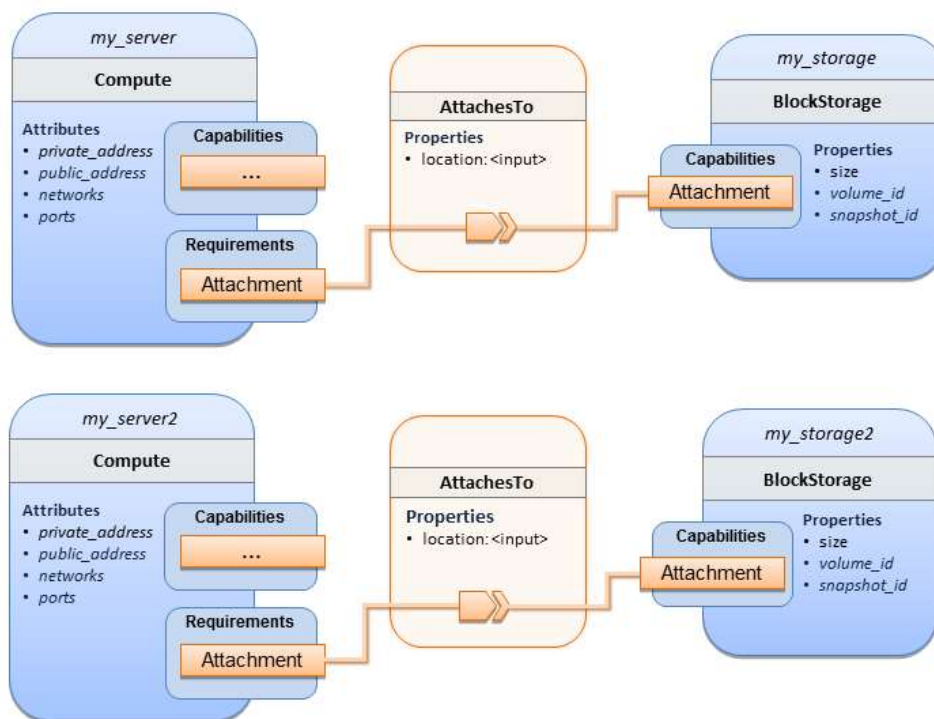 my_server
Compute
Attributes
• private_address
• public_address
• networks
• ports
Capabilities
...
Requirements
Attachment
AttachesTo
Properties
• location: <input>
my_storage
BlockStorage
Capabilities
Attachment
Properties
• size
• volume_id
• snapshot_id
my_server2
Compute
Attributes
• private_address
• public_address
• networks
• ports
Capabilities
...
Requirements
Attachment
AttachesTo
Properties
• location: <input>
my_storage2
BlockStorage
Capabilities
Attachment
Properties
• size
• volume_id
• snapshot_id